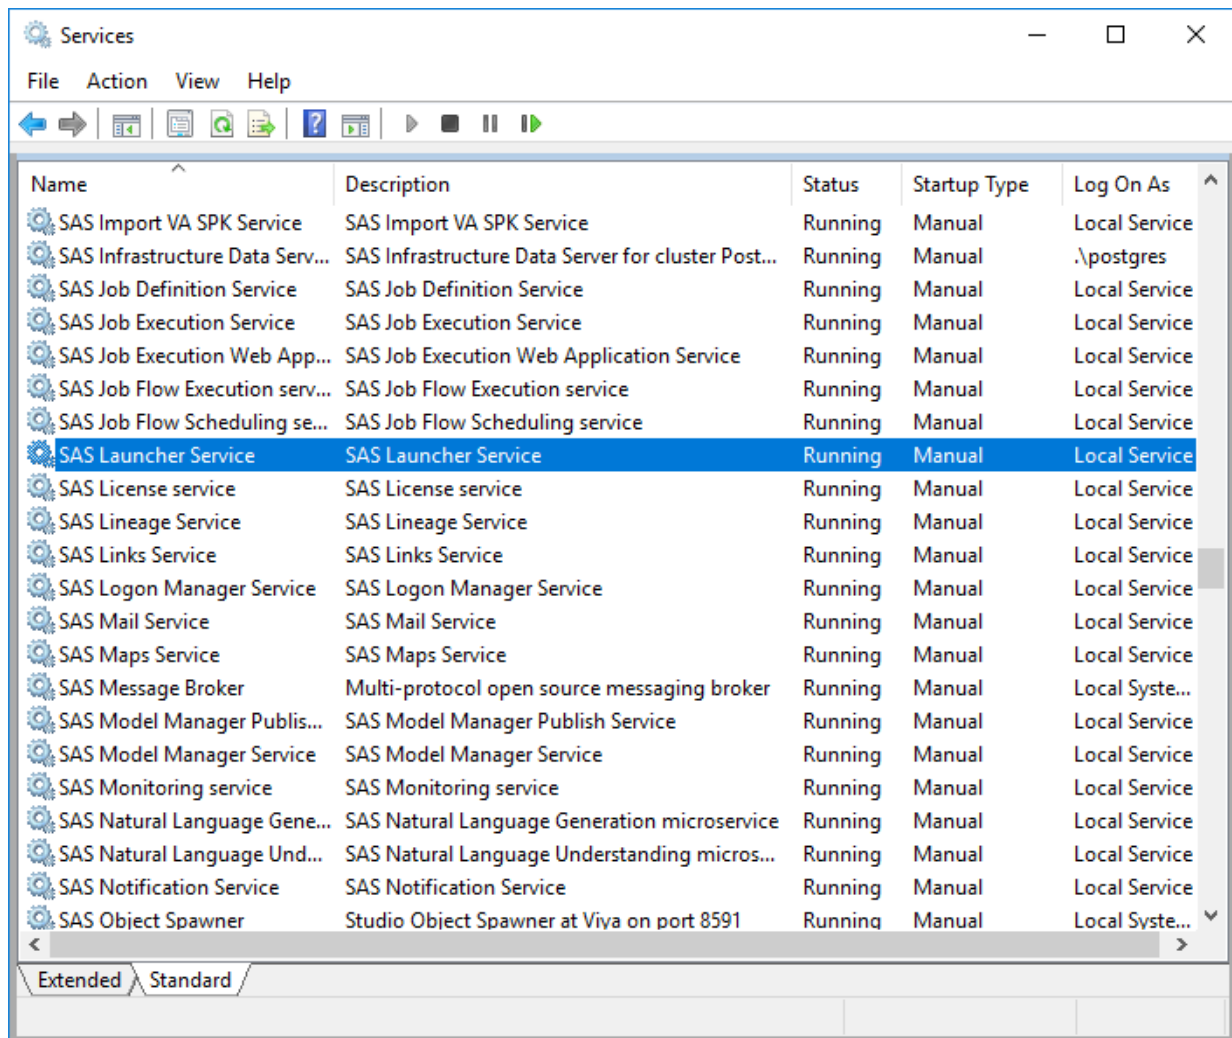 Services
File Action View Help
Name Description Status Startup Type Log On As
SAS Import VA SPK Service SAS Import VA SPK Service Running Manual Local Service
SAS Infrastructure Data Serv... SAS Infrastructure Data Server for cluster Post... Running Manual .\postgres
SAS Job Definition Service SAS Job Definition Service Running Manual Local Service
SAS Job Execution Service SAS Job Execution Service Running Manual Local Service
SAS Job Execution Web App... SAS Job Execution Web Application Service Running Manual Local Service
SAS Job Flow Execution serv... SAS Job Flow Execution service Running Manual Local Service
SAS Job Flow Scheduling se... SAS Job Flow Scheduling service Running Manual Local Service
SAS Launcher Service SAS Launcher Service Running Manual Local Service
SAS License service SAS License service Running Manual Local Service
SAS Lineage Service SAS Lineage Service Running Manual Local Service
SAS Links Service SAS Links Service Running Manual Local Service
SAS Logon Manager Service SAS Logon Manager Service Running Manual Local Service
SAS Mail Service SAS Mail Service Running Manual Local Service
SAS Maps Service SAS Maps Service Running Manual Local Service
SAS Message Broker Multi-protocol open source messaging broker Running Manual Local Syste...
SAS Model Manager Publis... SAS Model Manager Publish Service Running Manual Local Service
SAS Model Manager Service SAS Model Manager Service Running Manual Local Service
SAS Monitoring service SAS Monitoring service Running Manual Local Service
SAS Natural Language Gene... SAS Natural Language Generation microservice Running Manual Local Service
SAS Natural Language Und... SAS Natural Language Understanding micros... Running Manual Local Service
SAS Notification Service SAS Notification Service Running Manual Local Service
SAS Object Spawner Studio Object Spawner at Viya on port 8591 Running Manual Local Syste...
Extended Standard